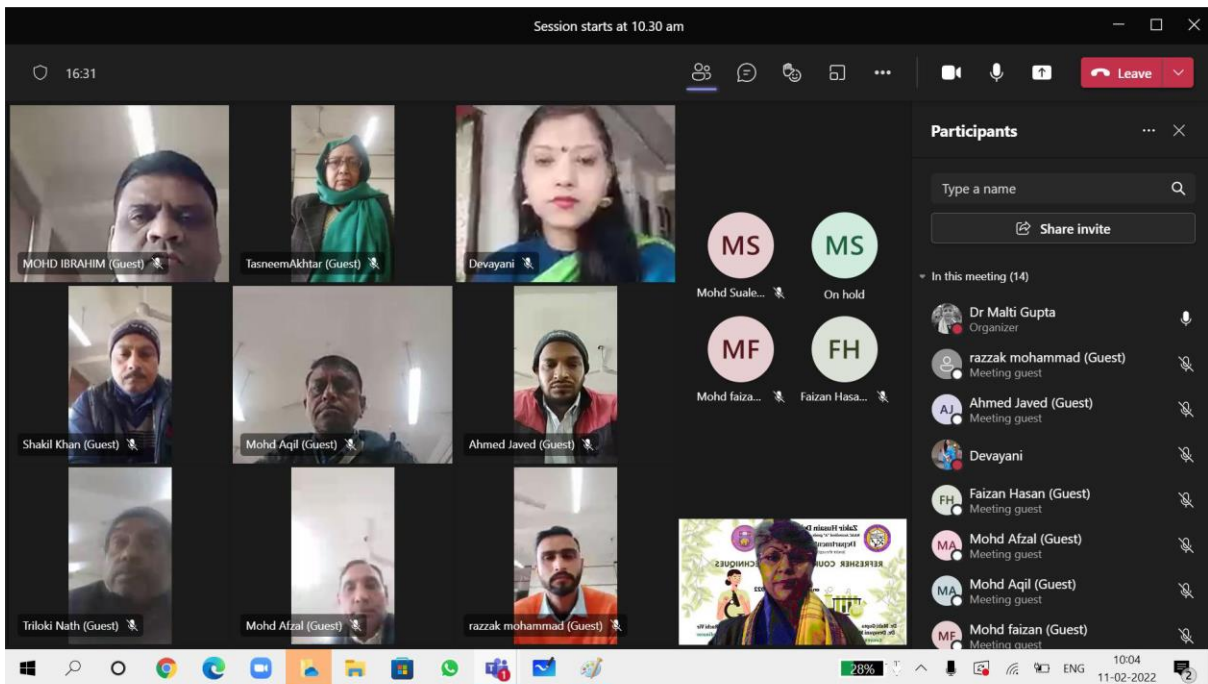 Session starts at 10.30 am
16:31
Leave
MOHD IBRAHIM (Guest)
TasneemAkhtar (Guest)
Devayani
Shakil Khan (Guest)
Mohd Aqil (Guest)
Ahmed Javed (Guest)
Triloki Nath (Guest)
Mohd Afzal (Guest)
razzak mohammad (Guest)
MS
Mohd Suale...
MS
On hold
MF
Mohd faiza...
FH
Faizan Hasa...
Zakir Husain
Department
REFRESHER
Participants
Type a name
Share invite
In this meeting (14)
Dr Malti Gupta
Organizer
razzak mohammad (Guest)
Meeting guest
AJ
Ahmed Javed (Guest)
Meeting guest
Devayani
FH
Faizan Hasan (Guest)
Meeting guest
MA
Mohd Afzal (Guest)
Meeting guest
MA
Mohd Aqil (Guest)
Meeting guest
MF
Mohd faizan (Guest)
Meeting guest
28%
ENG
10:04
11-02-2022
2